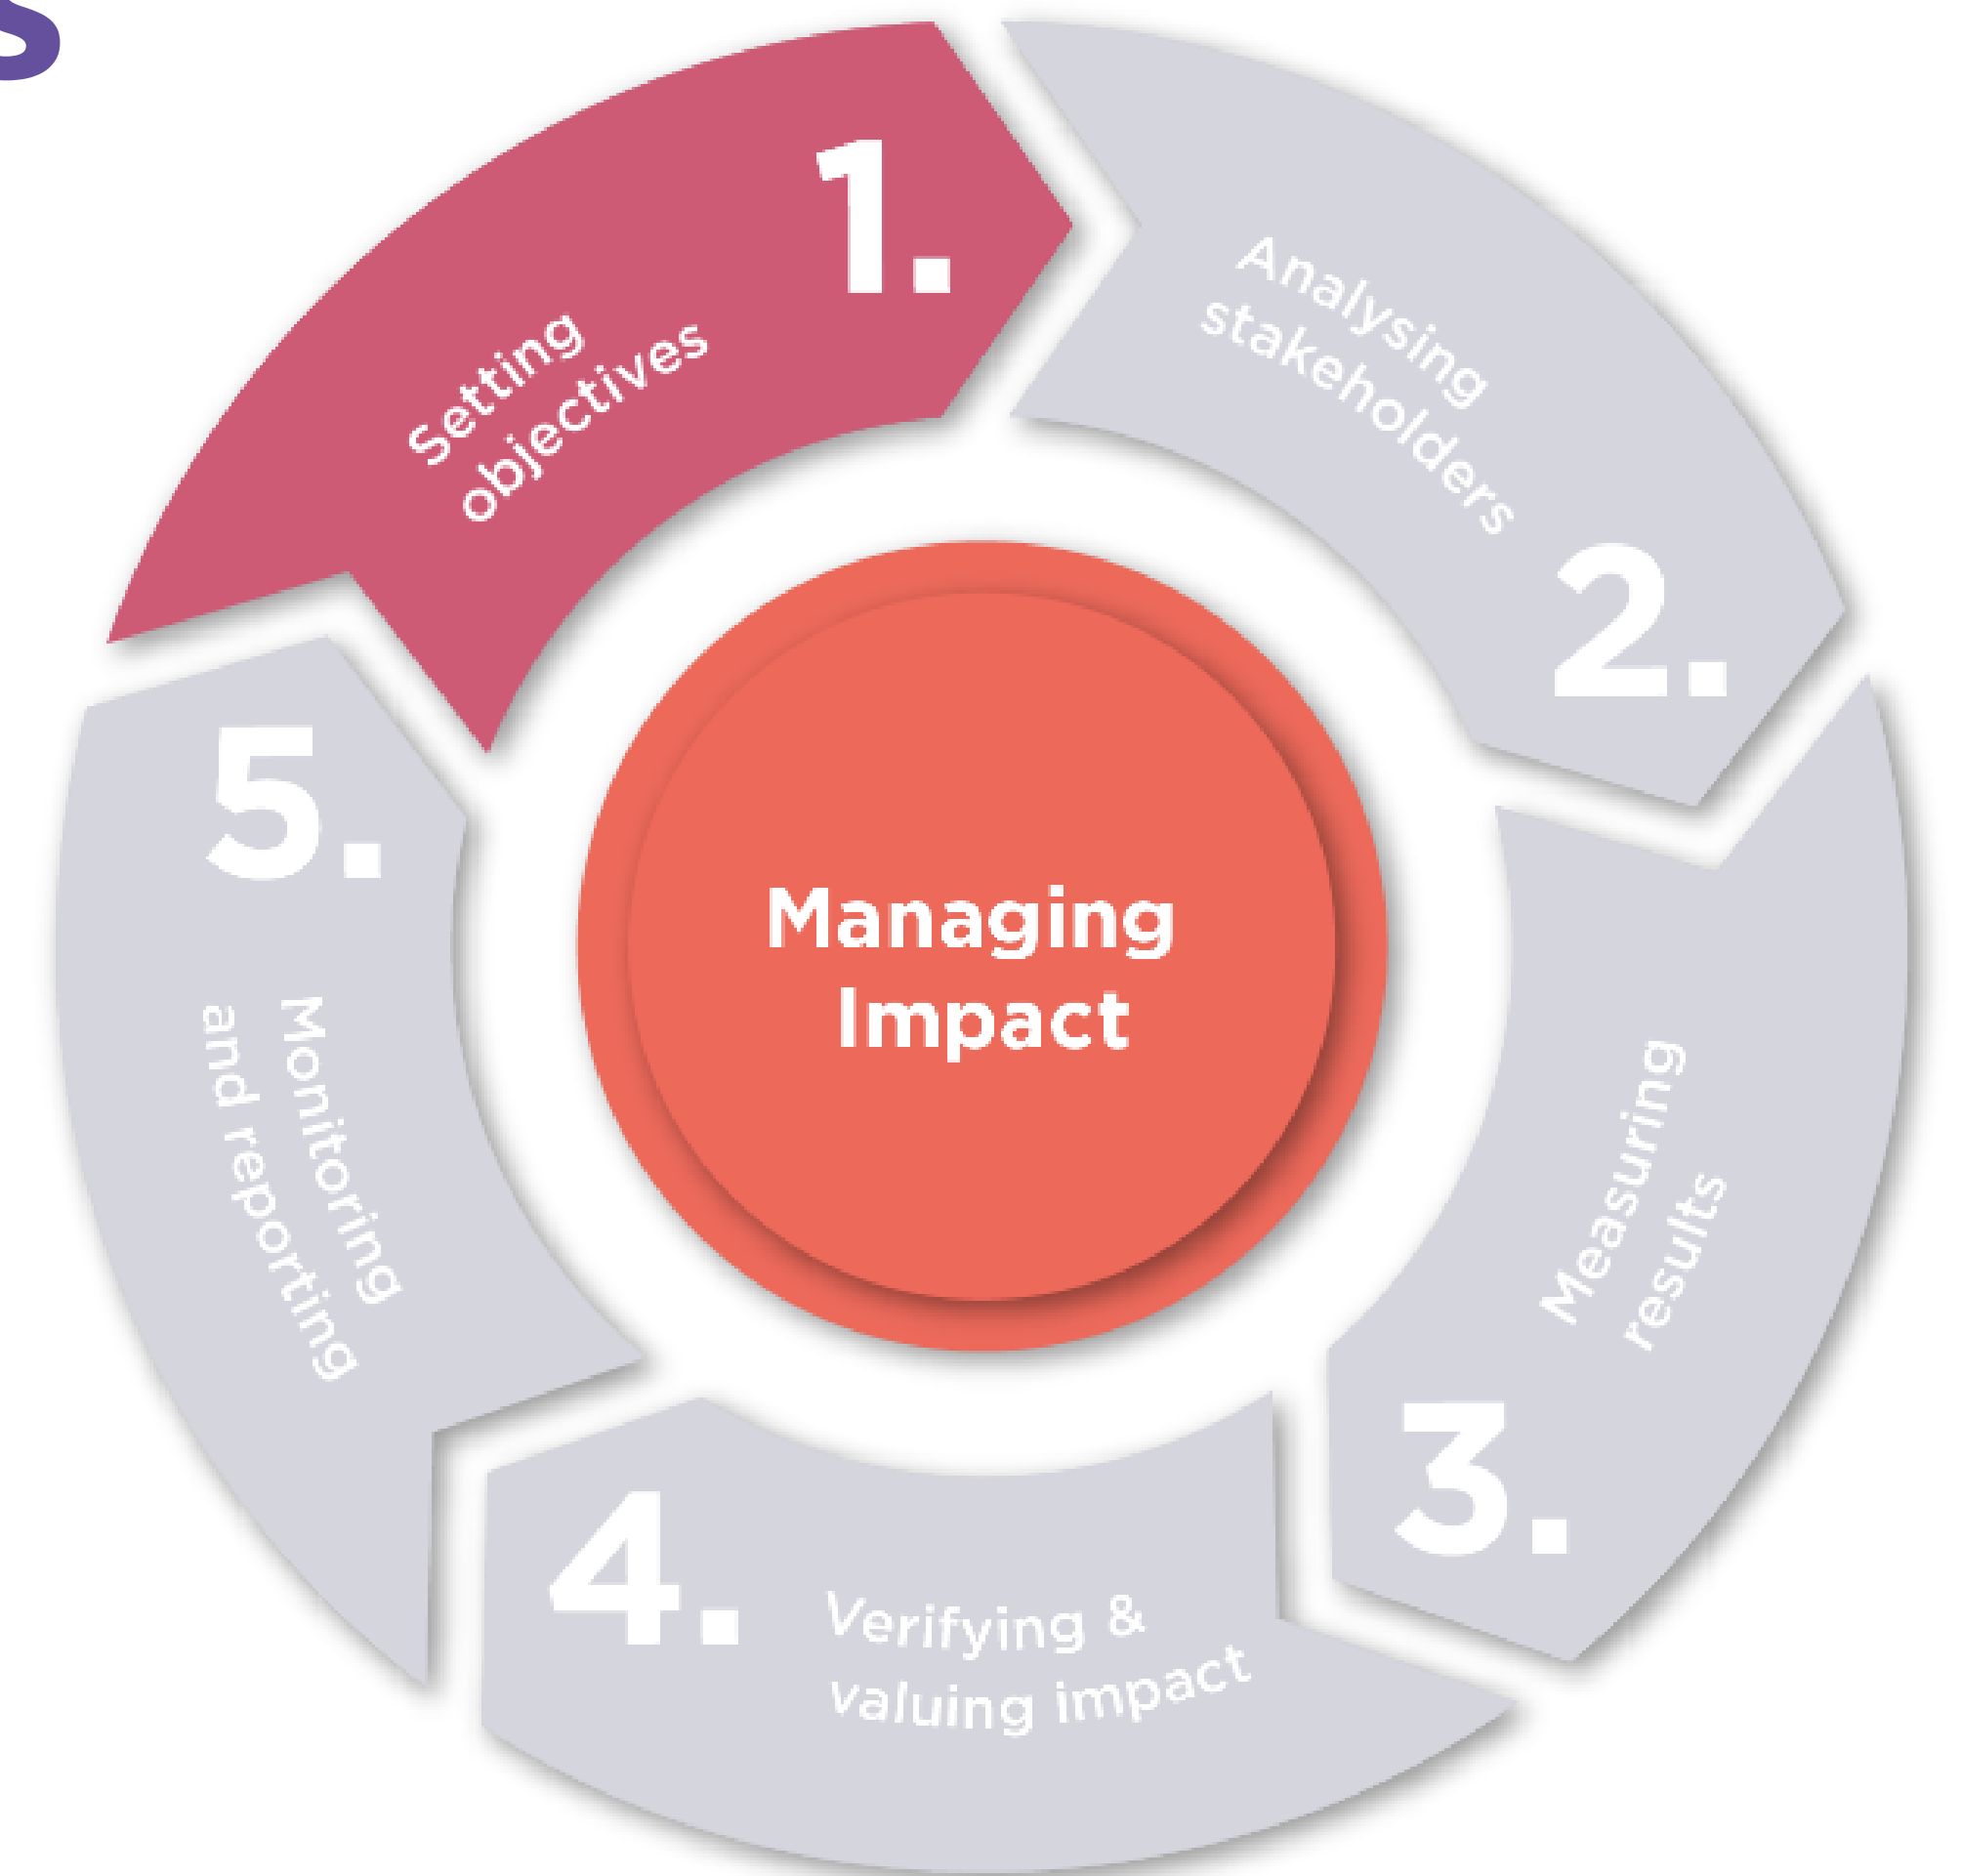 s
1.
Setting
objectives
2.
Analysing
stakeholders
3.
Measuring
results
4.
Verifying &
valuing impact
5.
Monitoring
and reporting
Managing
Impact